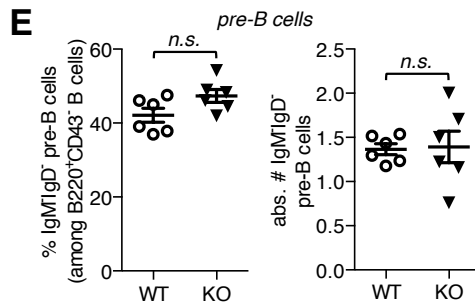 E
pre-B cells
n.s.
% IgM⁻IgD⁻ pre-B cells
(among B220⁺CD43⁻ B cells)
60
40
20
0
WT KO
n.s.
abs. # IgM⁻IgD⁻
pre-B cells
2.5
2.0
1.5
1.0
0.5
0.0
WT KO